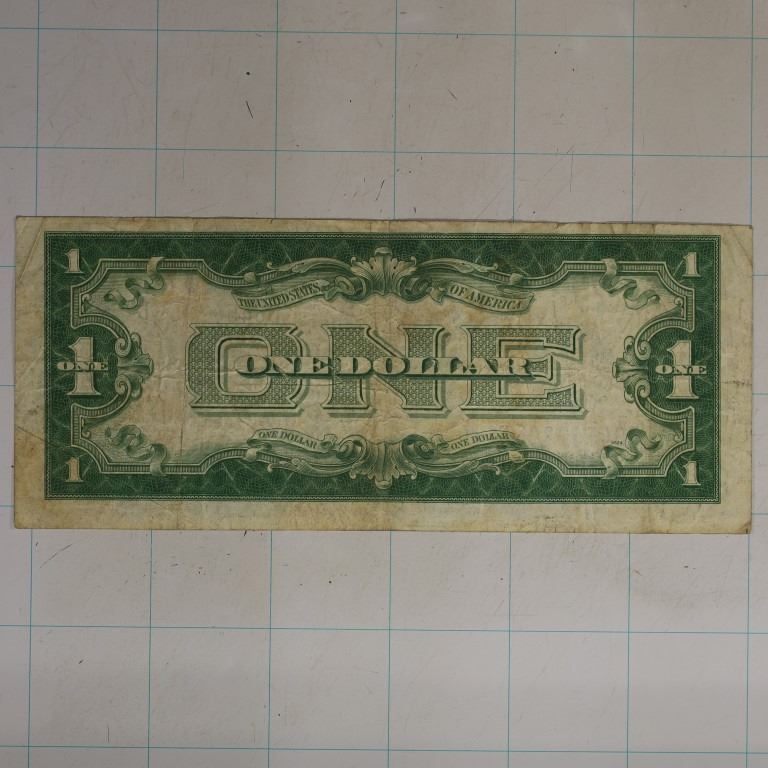 1 1
THE UNITED STATES OF AMERICA
ONE
1 ONE ONE DOLLAR 1 ONE
ONE DOLLAR ONE DOLLAR
1 1